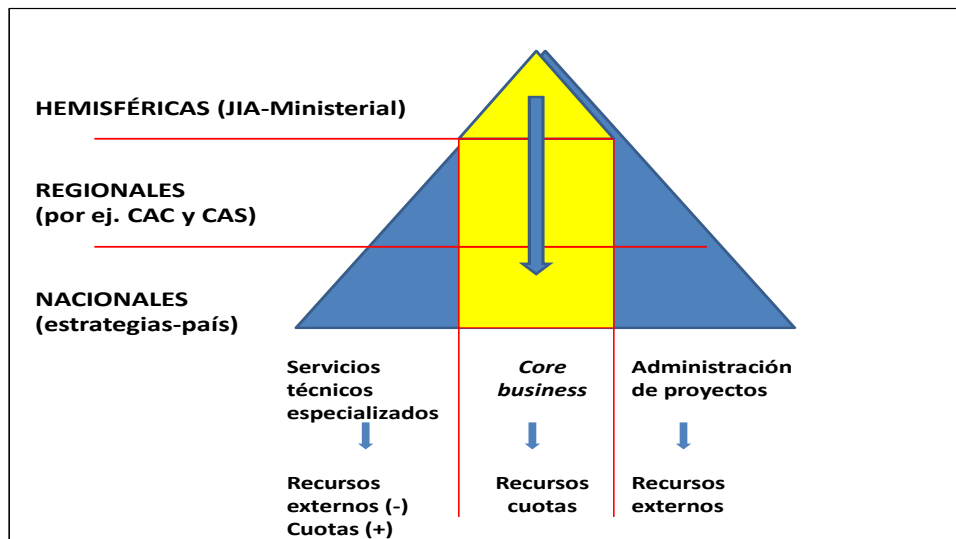 HEMISFÉRICAS (JIA-Ministerial)
REGIONALES
(por ej. CAC y CAS)
NACIONALES
(estrategias-país)
Servicios
técnicos
especializados
Core
business
Administración
de proyectos
Recursos
externos (-)
Cuotas (+)
Recursos
cuotas
Recursos
externos